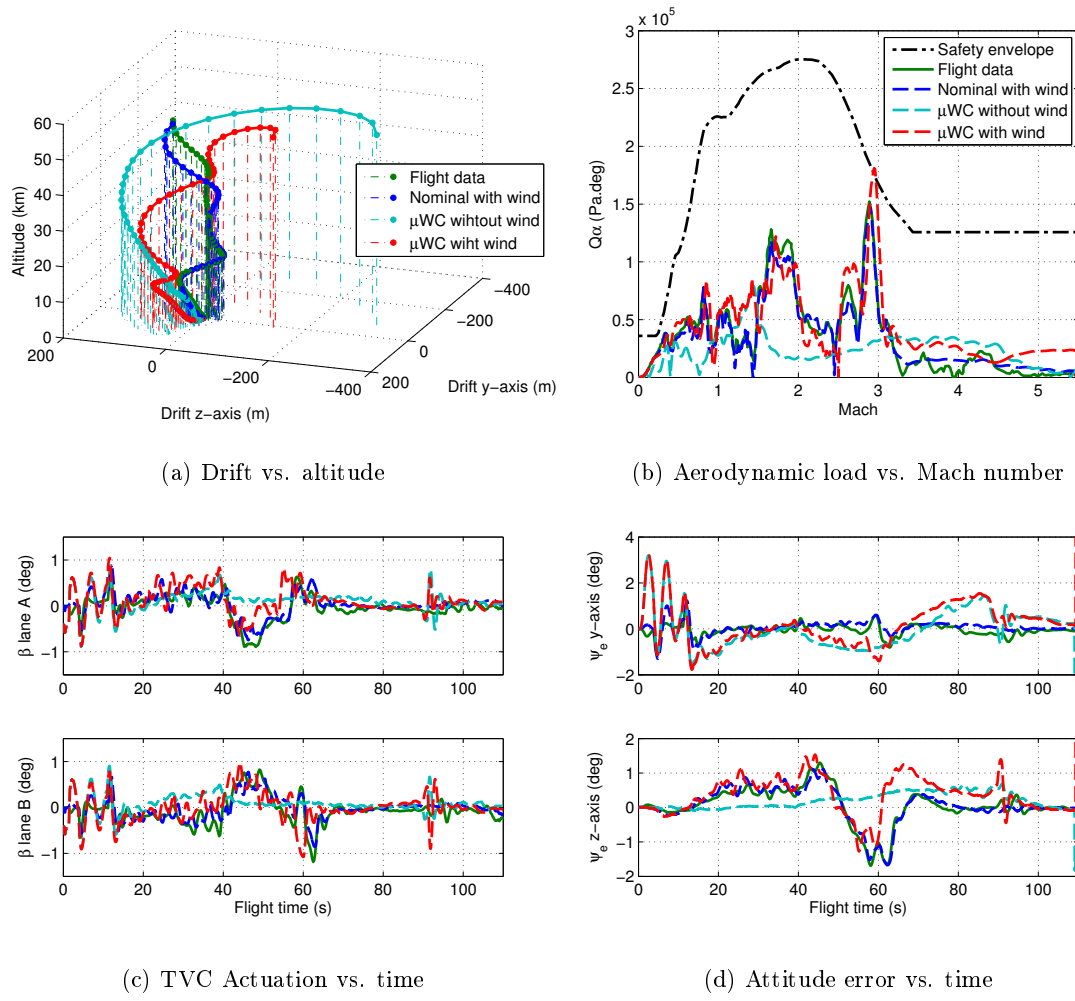 60
50
40
30
20
10
0
Altitude (km)
200
0
−200
−400
Drift z−axis (m)
200
0
−200
−400
Drift y−axis (m)
Flight data
Nominal with wind
μWC wihtout wind
μWC wiht wind
(a) Drift vs. altitude
x 10^5
3
2.5
2
1.5
1
0.5
0
Qα (Pa.deg)
0
1
2
3
4
5
Mach
Safety envelope
Flight data
Nominal with wind
μWC without wind
μWC with wind
(b) Aerodynamic load vs. Mach number
1
0
−1
β lane A (deg)
0 20 40 60 80 100
1
0
−1
β lane B (deg)
0 20 40 60 80 100
Flight time (s)
(c) TVC Actuation vs. time
4
2
0
−2
ψe y−axis (deg)
0 20 40 60 80 100
2
1
0
−1
−2
ψe z−axis (deg)
0 20 40 60 80 100
Flight time (s)
(d) Attitude error vs. time